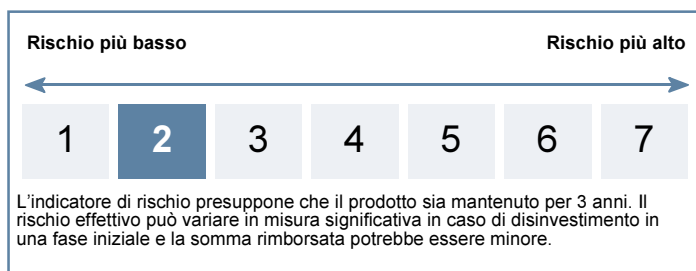 Rischio più basso Rischio più alto
1 2 3 4 5 6 7
L'indicatore di rischio presuppone che il prodotto sia mantenuto per 3 anni. Il
rischio effettivo può variare in misura significativa in caso di disinvestimento in
una fase iniziale e la somma rimborsata potrebbe essere minore.